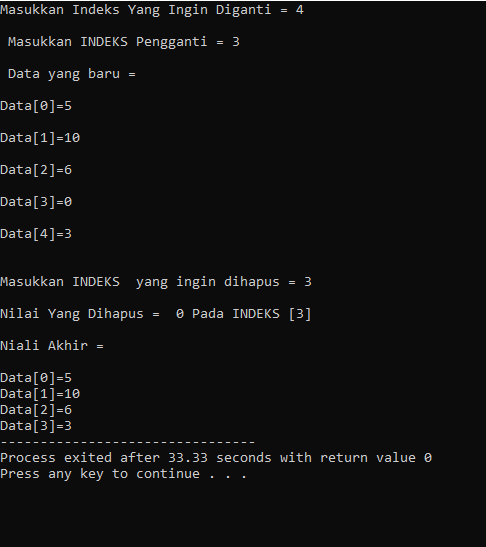 Masukkan Indeks Yang Ingin Diganti = 4
Masukkan INDEKS Pengganti = 3
Data yang baru =
Data[0]=5
Data[1]=10
Data[2]=6
Data[3]=0
Data[4]=3
Masukkan INDEKS  yang ingin dihapus = 3
Nilai Yang Dihapus =  0 Pada INDEKS [3]
Niali Akhir =
Data[0]=5
Data[1]=10
Data[2]=6
Data[3]=3
--------------------------------
Process exited after 33.33 seconds with return value 0
Press any key to continue . . .